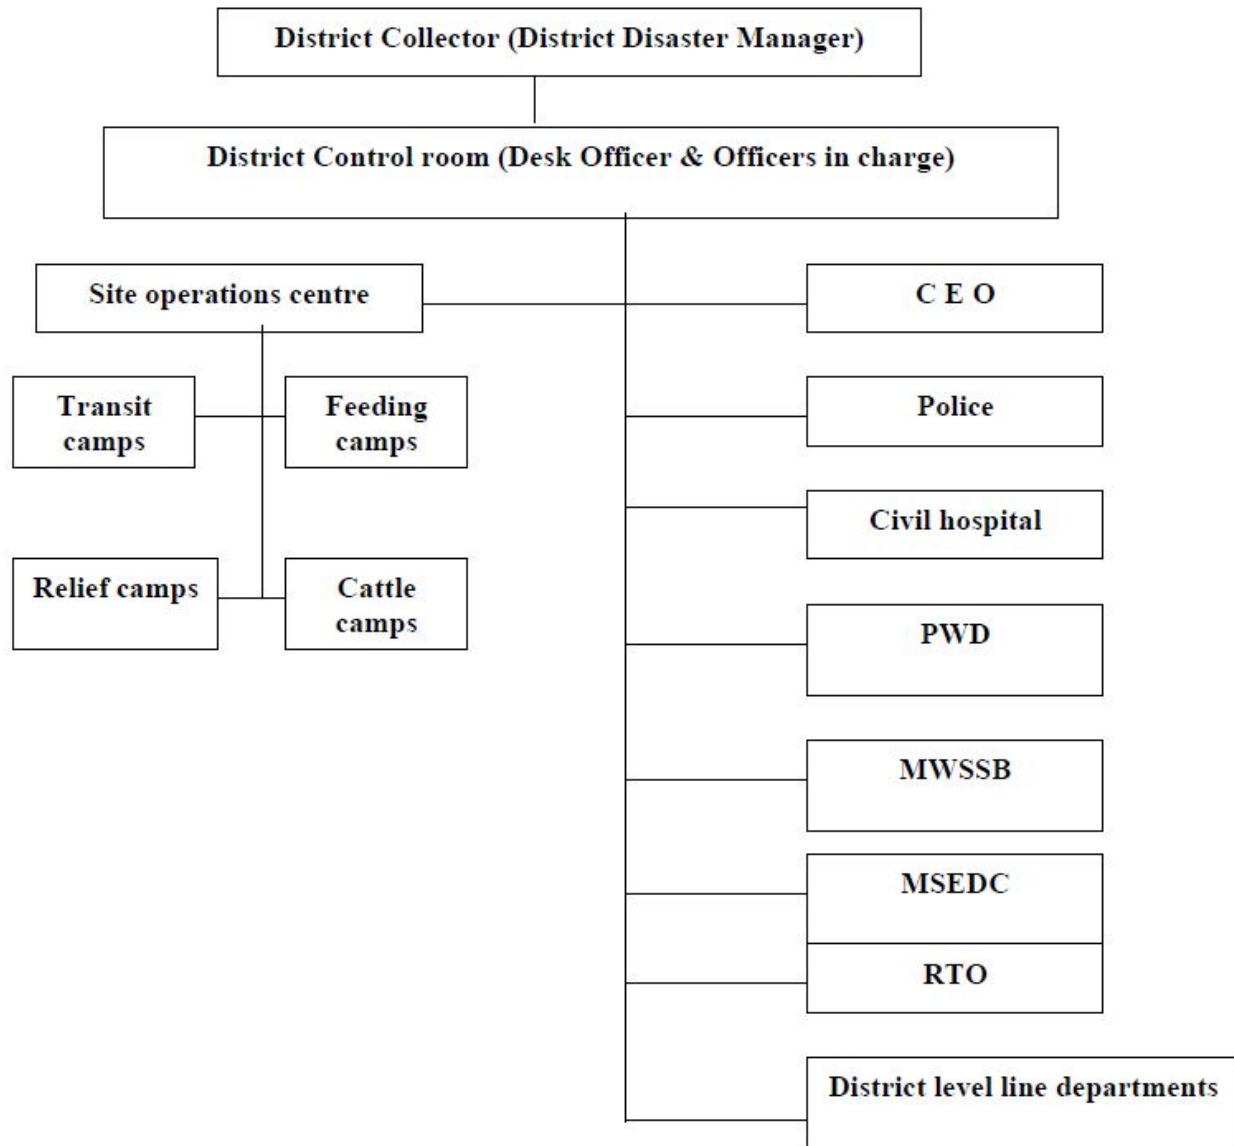 District Collector (District Disaster Manager)
District Control room (Desk Officer & Officers in charge)
Site operations centre
C E O
Transit
camps
Feeding
camps
Police
Civil hospital
Relief camps
Cattle
camps
PWD
MWSSB
MSEDC
RTO
District level line departments